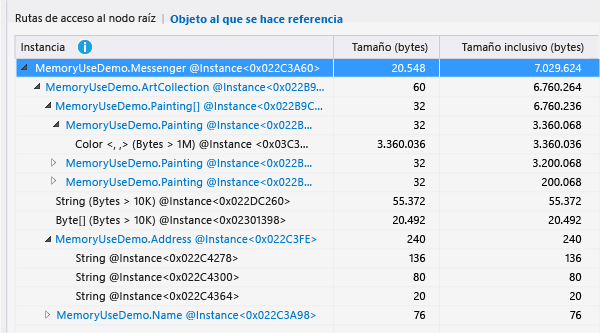 Rutas de acceso al nodo raíz Objeto al que se hace referencia
Instancia i Tamaño (bytes) Tamaño inclusivo (bytes)
MemoryUseDemo.Messenger @Instance<0x022C3A60> 20.548 7.029.624
MemoryUseDemo.ArtCollection @Instance<0x022B9... 60 6.760.264
MemoryUseDemo.Painting[] @Instance<0x022B9C... 32 6.760.236
MemoryUseDemo.Painting @Instance<0x022B... 32 3.360.068
Color <, ,> (Bytes > 1M) @Instance <0x03C3... 3.360.036 3.360.036
MemoryUseDemo.Painting @Instance<0x022B... 32 3.200.068
MemoryUseDemo.Painting @Instance<0x022B... 32 200.068
String (Bytes > 10K) @Instance<0x022DC260> 55.372 55.372
Byte[] (Bytes > 10K) @Instance<0x02301398> 20.492 20.492
MemoryUseDemo.Address @Instance<0x022C3FE> 240 240
String @Instance<0x022C4278> 136 136
String @Instance<0x022C4300> 80 80
String @Instance<0x022C4364> 20 20
MemoryUseDemo.Name @Instance<0x022C3A98> 76 76